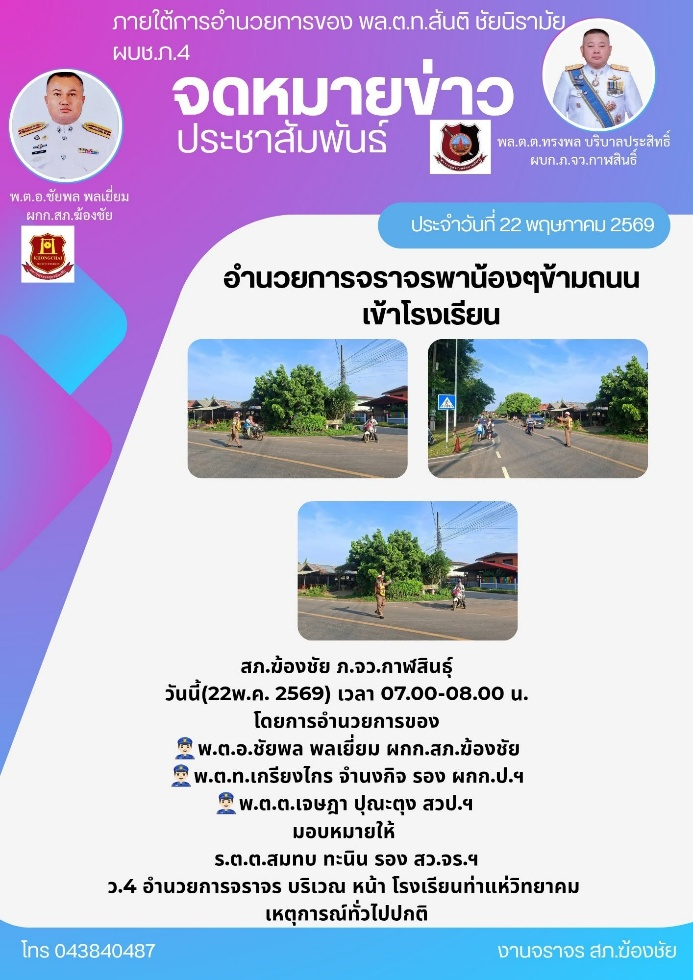 ภายใต้การอำนวยการของ พล.ต.ท.สันติ ชัยนิรามัย
ผบช.ภ.4
จดหมายข่าว
ประชาสัมพันธ์
พล.ต.ต.ทรงพล บริบาลประสิทธิ์
ผบก.ภ.จว.กาฬสินธุ์
พ.ต.อ.ชัยพล พลเยี่ยม
ผกก.สภ.ฆ้องชัย
KHONGCHAI
ประจำวันที่ 22 พฤษภาคม 2569
อำนวยการจราจรพาน้องๆข้ามถนน
เข้าโรงเรียน
สภ.ฆ้องชัย ภ.จว.กาฬสินธุ์
วันนี้(22พ.ค. 2569) เวลา 07.00-08.00 น.
โดยการอำนวยการของ
👮🏻พ.ต.อ.ชัยพล พลเยี่ยม ผกก.สภ.ฆ้องชัย
👮🏻พ.ต.ท.เกรียงไกร จำนงกิจ รอง ผกก.ป.ฯ
👮🏻พ.ต.ต.เจษฎา ปุณะตุง สวป.ฯ
มอบหมายให้
ร.ต.ต.สมทบ ทะนิน รอง สว.จร.ฯ
ว.4 อำนวยการจราจร บริเวณ หน้า โรงเรียนท่าแห่วิทยาคม
เหตุการณ์ทั่วไปปกติ
โทร 043840487
งานจราจร สภ.ฆ้องชัย